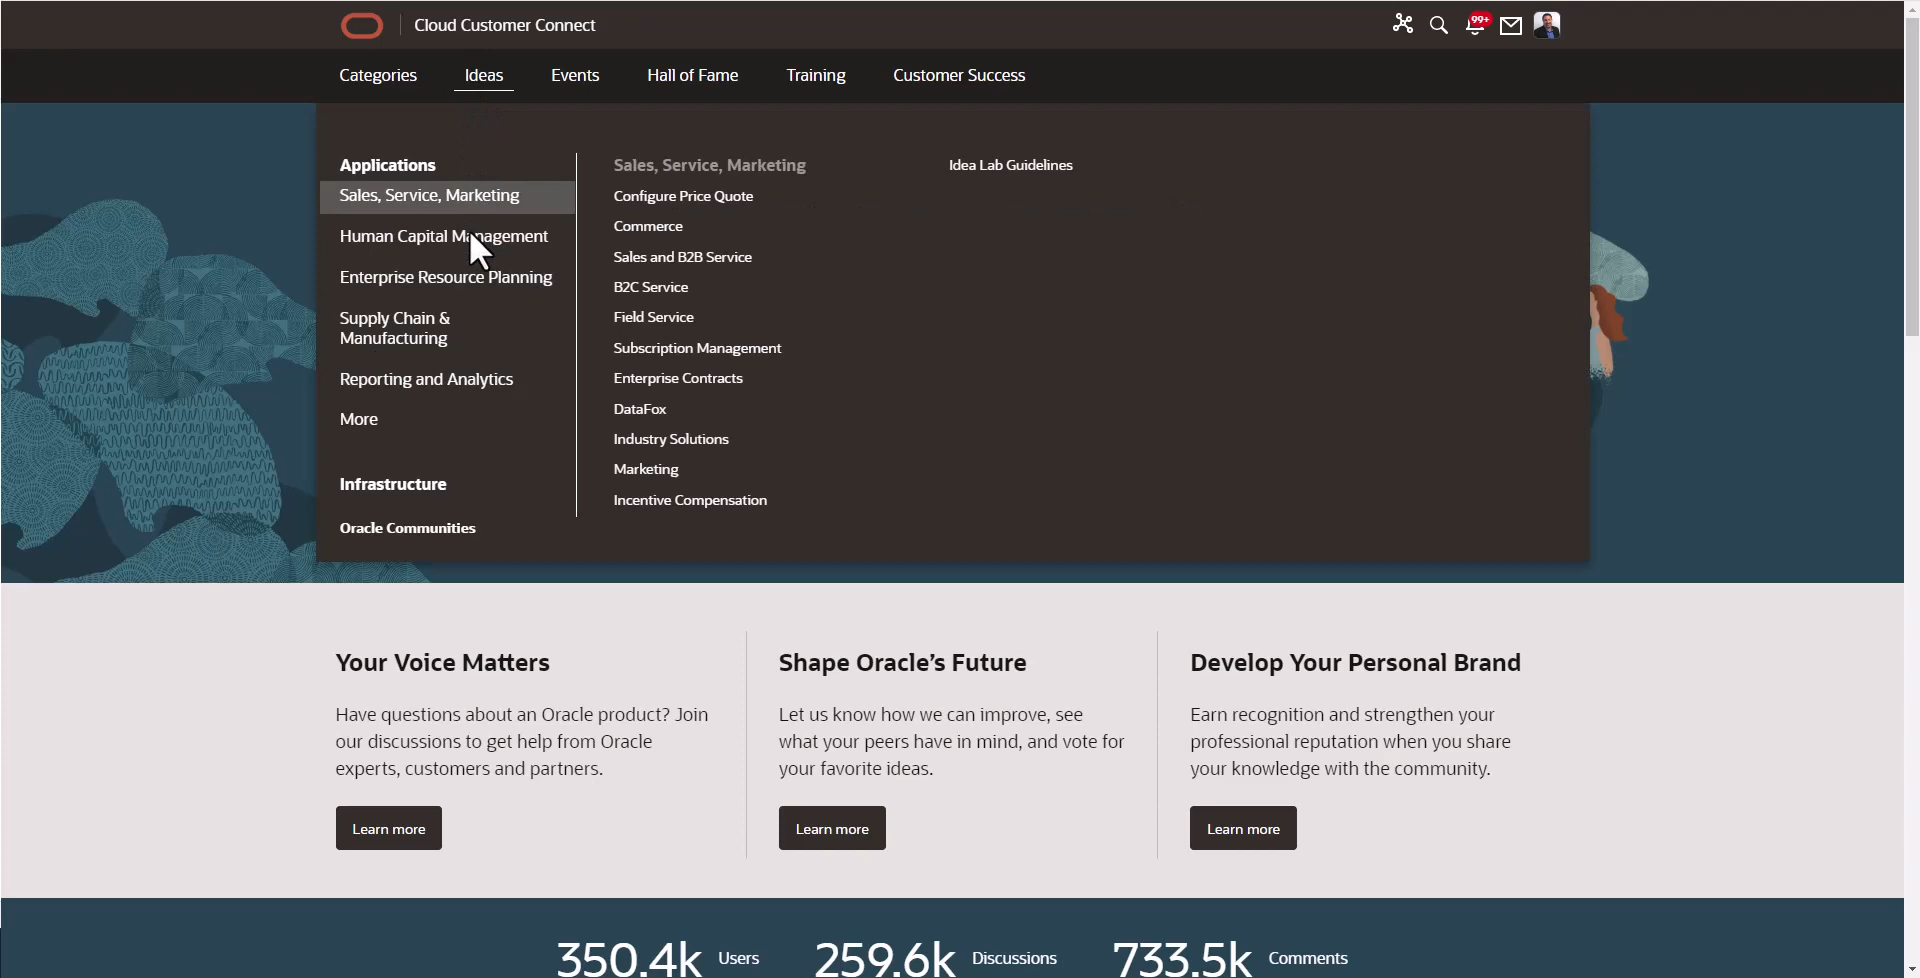 Cloud Customer Connect
99+
Categories Ideas Events Hall of Fame Training Customer Success
Applications
Sales, Service, Marketing
Human Capital Management
Enterprise Resource Planning
Supply Chain &
Manufacturing
Reporting and Analytics
More
Infrastructure
Oracle Communities
Sales, Service, Marketing
Configure Price Quote
Commerce
Sales and B2B Service
B2C Service
Field Service
Subscription Management
Enterprise Contracts
DataFox
Industry Solutions
Marketing
Incentive Compensation
Idea Lab Guidelines
Your Voice Matters
Have questions about an Oracle product? Join
our discussions to get help from Oracle
experts, customers and partners.
Learn more
Shape Oracle's Future
Let us know how we can improve, see
what your peers have in mind, and vote for
your favorite ideas.
Learn more
Develop Your Personal Brand
Earn recognition and strengthen your
professional reputation when you share
your knowledge with the community.
Learn more
350.4k Users 259.6k Discussions 733.5k Comments